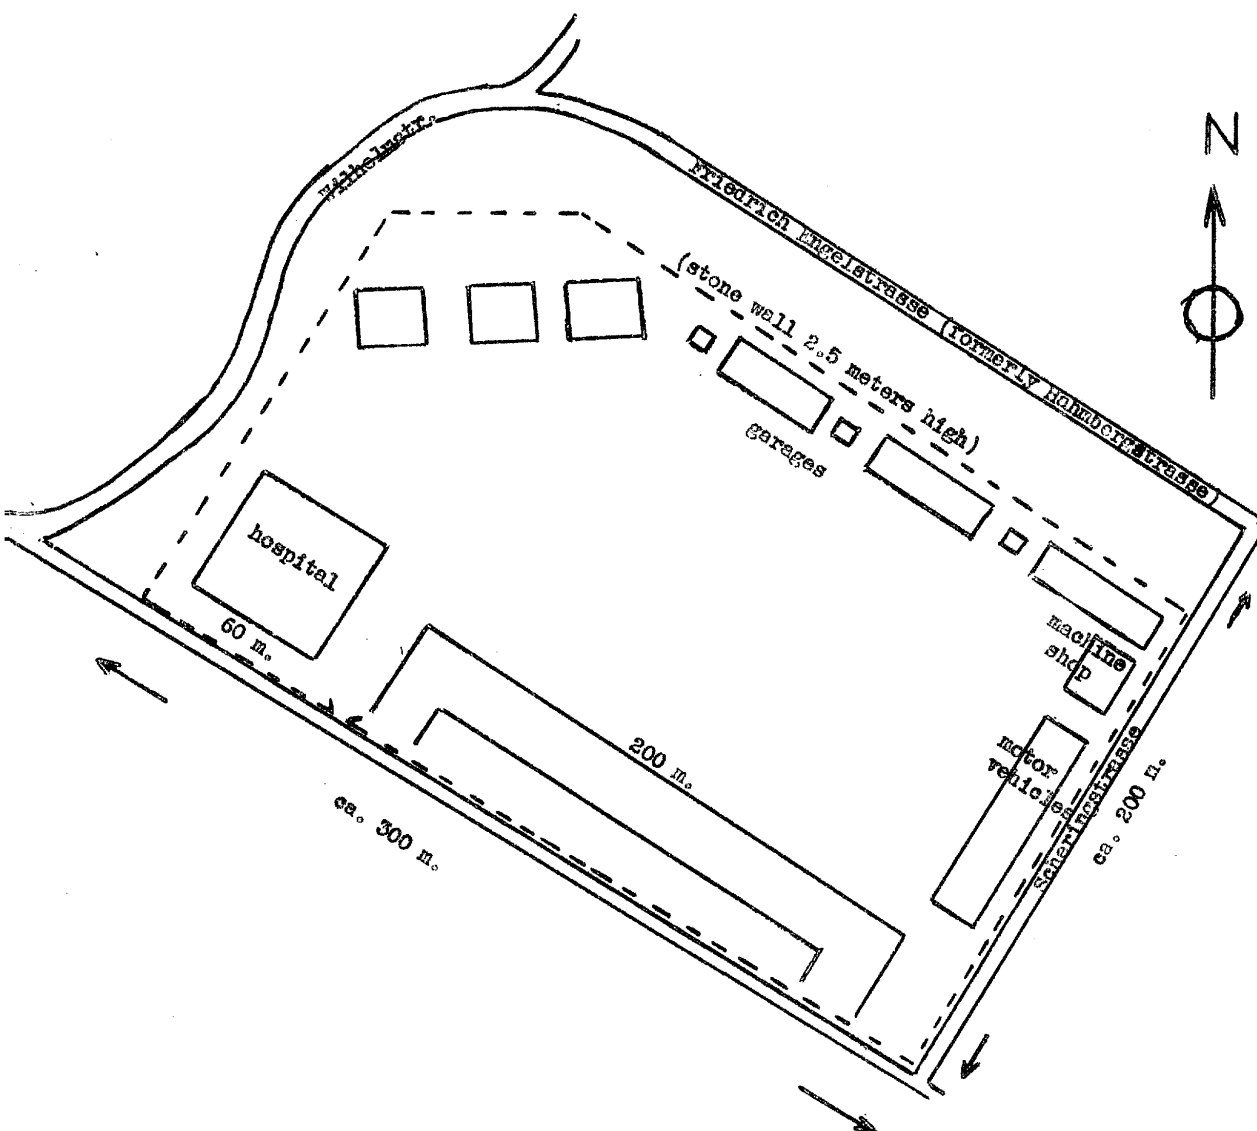 N
Wilhelmstr.
Friedrich Engelstrasse (formerly Hahmbergstrasse)
(stone wall 2.5 meters high)
garages
hospital
machine
shop
60 m.
motor
vehicles
200 m.
Scheringstrasse
ca. 200 m.
ca. 300 m.